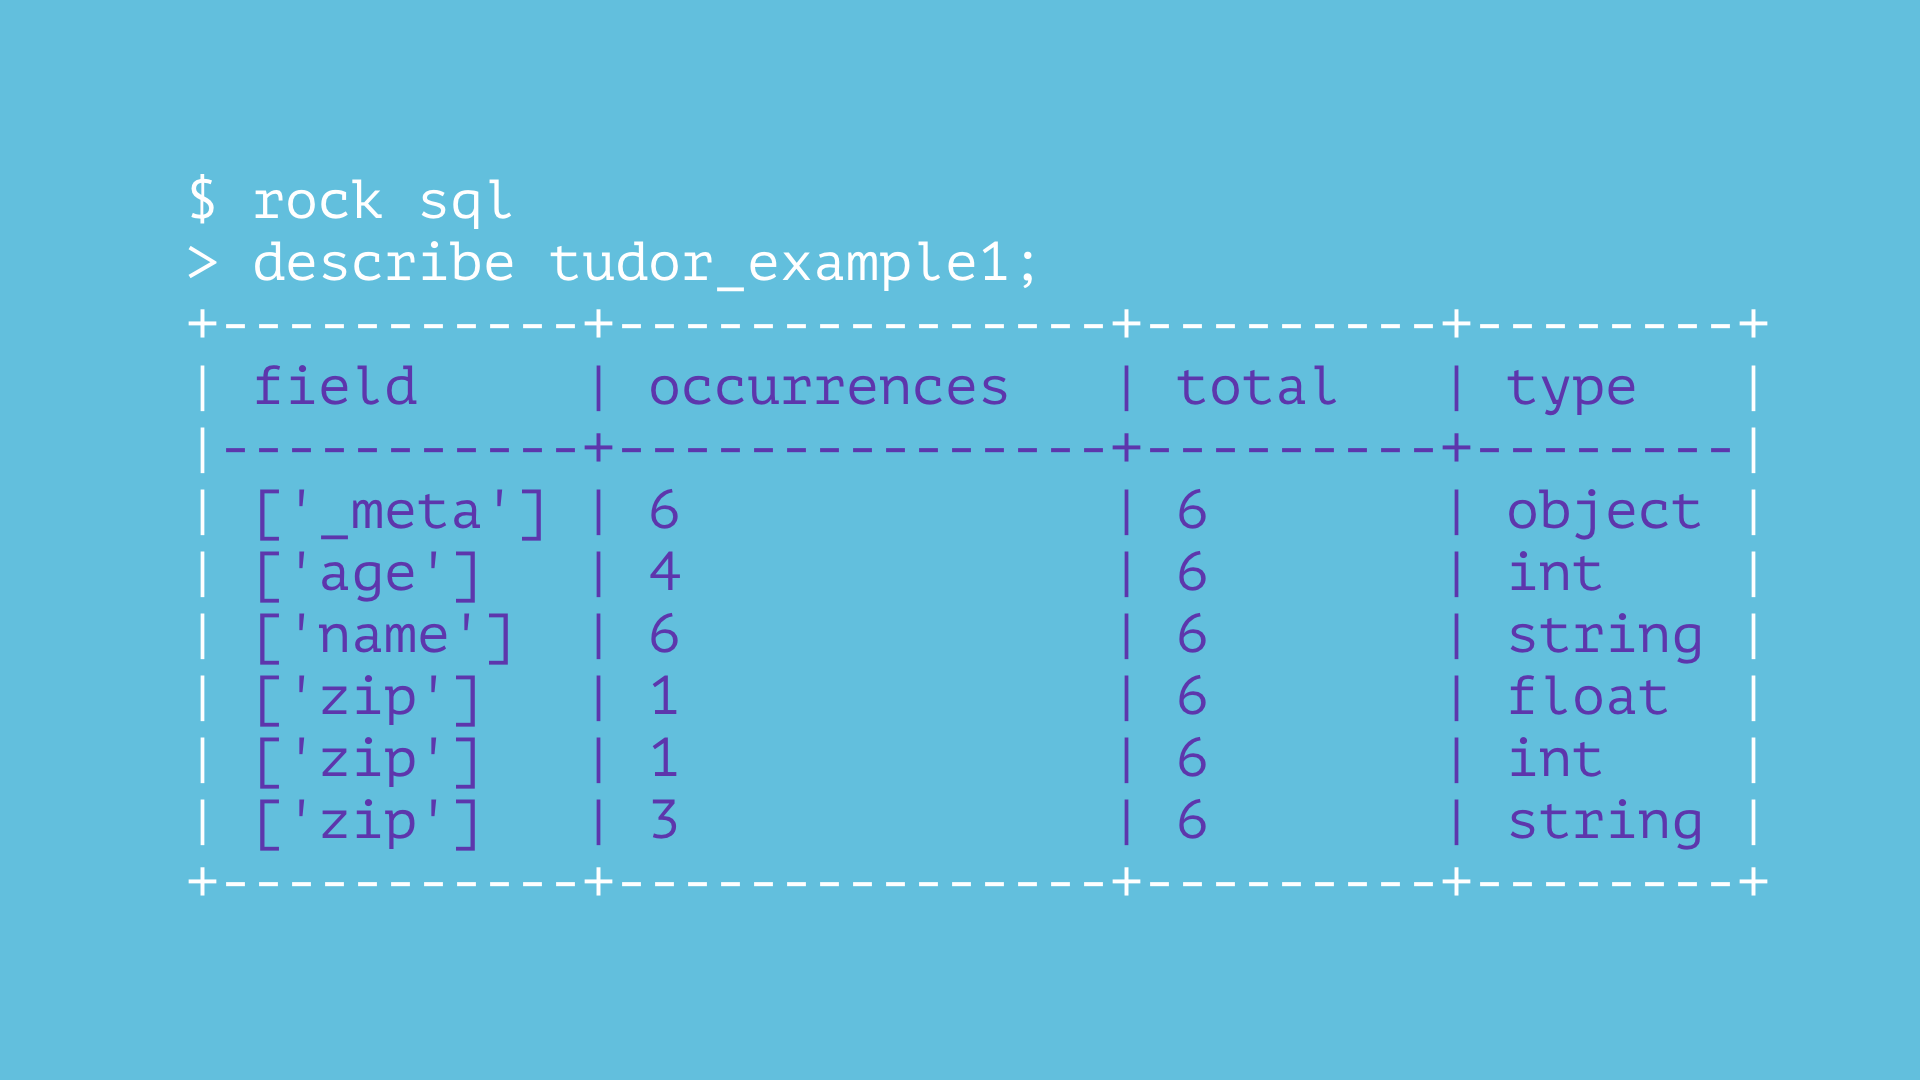 $ rock sql
> describe tudor_example1;
+-----------+---------------+---------+--------+
| field     | occurrences   | total   | type   |
|-----------+---------------+---------+--------|
| ['_meta'] | 6             | 6       | object |
| ['age']   | 4             | 6       | int    |
| ['name']  | 6             | 6       | string |
| ['zip']   | 1             | 6       | float  |
| ['zip']   | 1             | 6       | int    |
| ['zip']   | 3             | 6       | string |
+-----------+---------------+---------+--------+